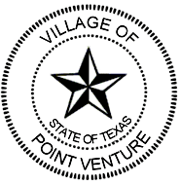 VILLAGE OF
STATE OF TEXAS
POINT VENTURE